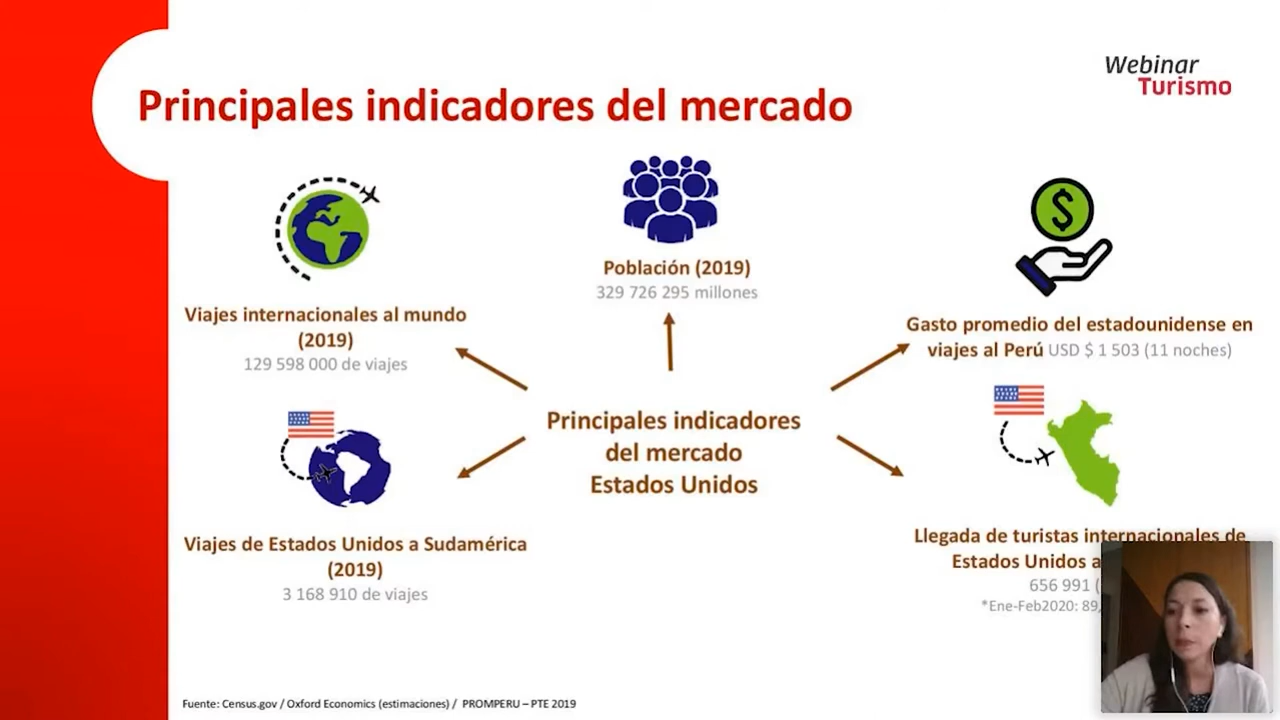 Webinar
Turismo
Principales indicadores del mercado
Viajes internacionales al mundo
(2019)
129 598 000 de viajes
Población (2019)
329 726 295 millones
Gasto promedio del estadounidense en
viajes al Perú USD $ 1 503 (11 noches)
Principales indicadores
del mercado
Estados Unidos
Viajes de Estados Unidos a Sudamérica
(2019)
3 168 910 de viajes
Llegada de turistas internacionales de
Estados Unidos a
656 991 (
*Ene-Feb2020: 89,
Fuente: Census.gov / Oxford Economics (estimaciones) / PROMPERU – PTE 2019